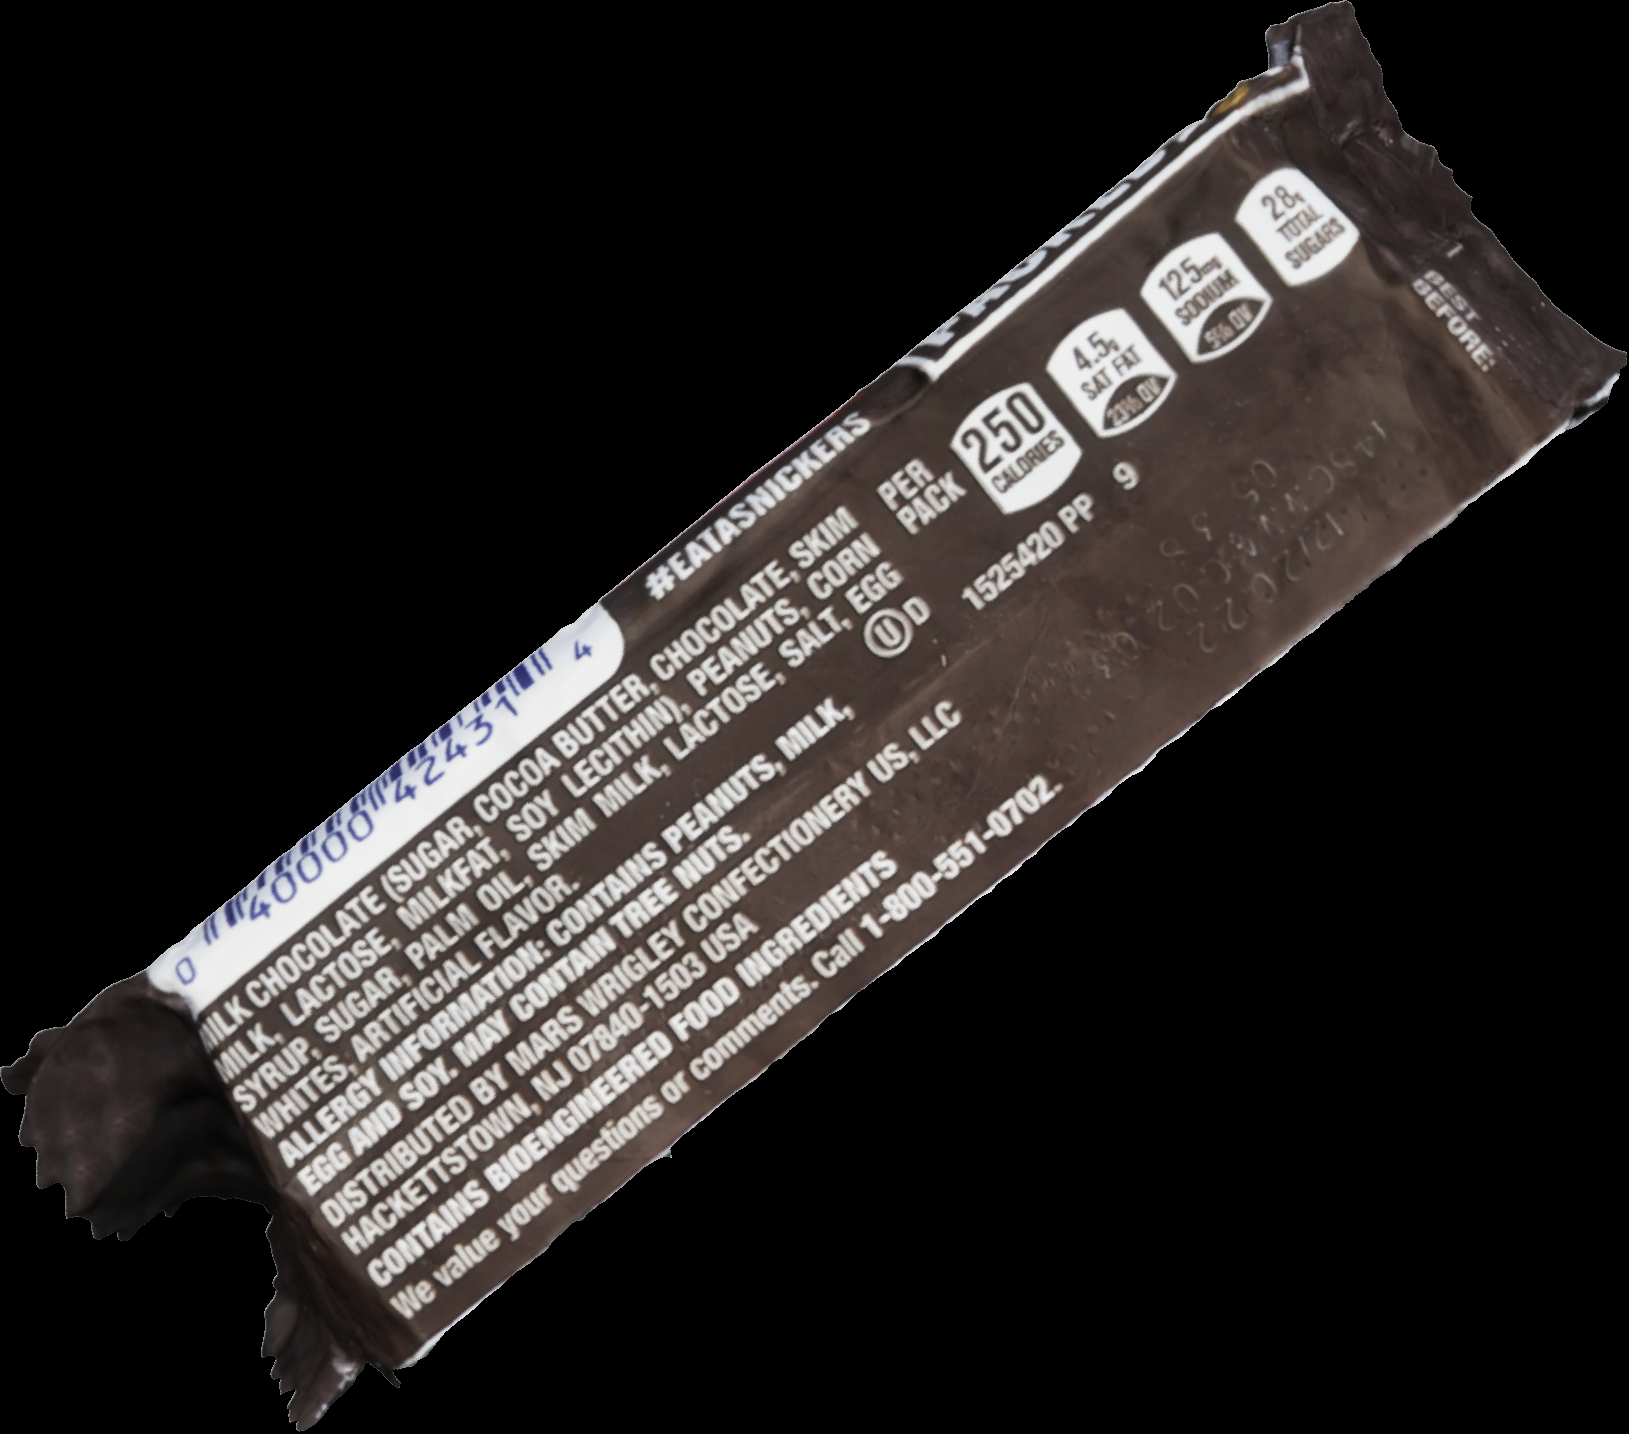 #EATASNICKERS
0 40000 42431 4
MILK CHOCOLATE (SUGAR, COCOA BUTTER, CHOCOLATE, SKIM
MILK, LACTOSE, MILKFAT, SOY LECITHIN), PEANUTS, CORN
SYRUP, SUGAR, PALM OIL, SKIM MILK, LACTOSE, SALT, EGG
WHITES, ARTIFICIAL FLAVOR.
UD
ALLERGY INFORMATION: CONTAINS PEANUTS, MILK,
EGG AND SOY. MAY CONTAIN TREE NUTS.
DISTRIBUTED BY MARS WRIGLEY CONFECTIONERY US, LLC
HACKETTSTOWN, NJ 07840-1503 USA
CONTAINS BIOENGINEERED FOOD INGREDIENTS
We value your questions or comments. Call 1-800-551-0702.
PER
PACK
250
CALORIES
4.5g
SAT FAT
23% DV
125mg
SODIUM
5% DV
28g
TOTAL
SUGARS
1525420 PP 9
BEST
BEFORE: